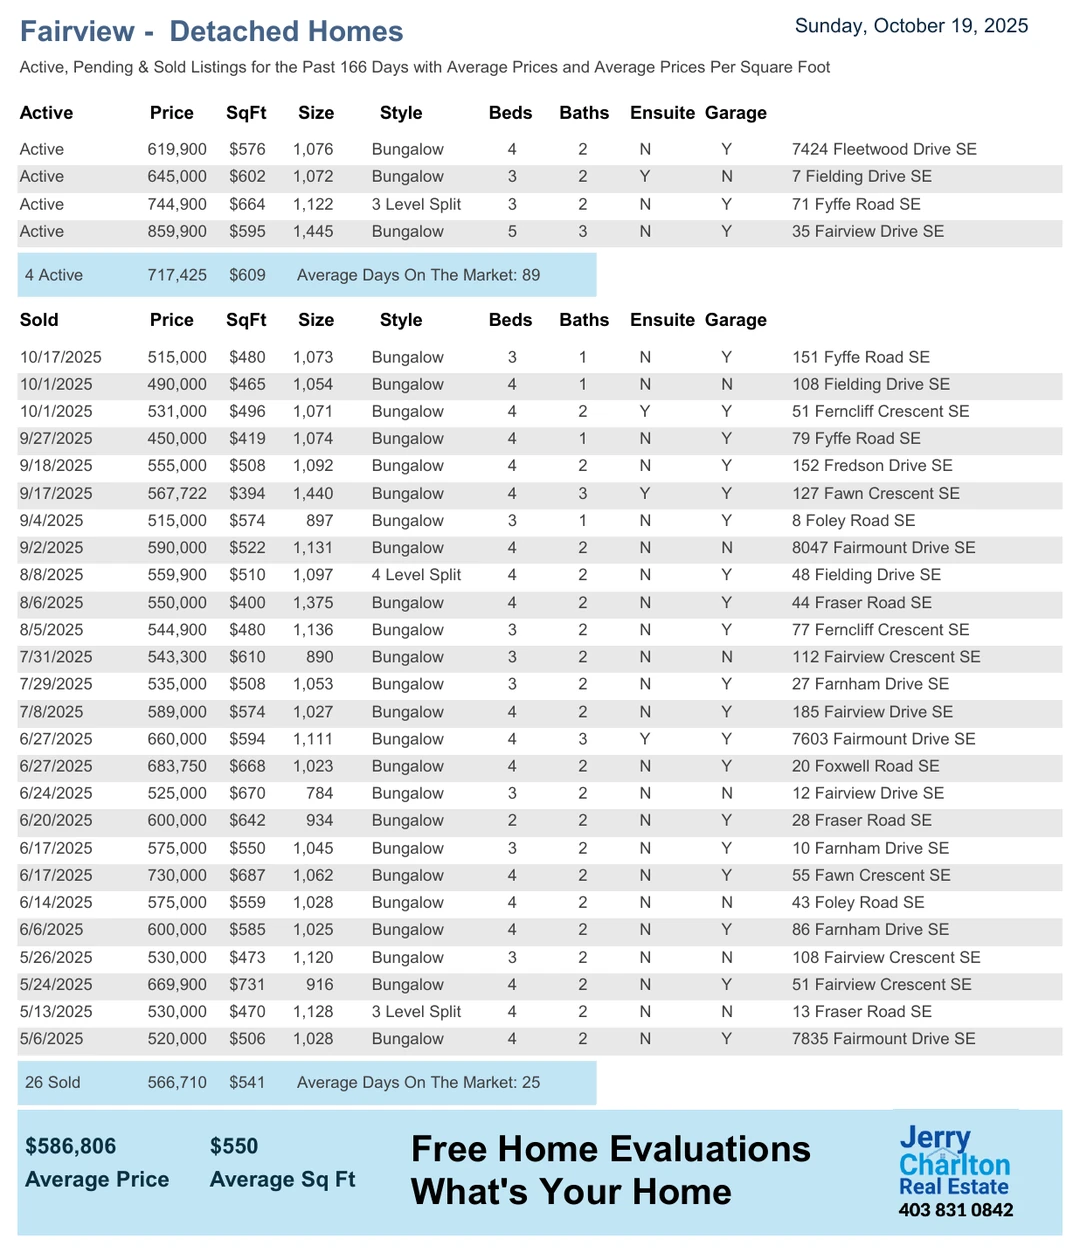 Fairview -  Detached Homes
Sunday, October 19, 2025
Active, Pending & Sold Listings for the Past 166 Days with Average Prices and Average Prices Per Square Foot
Active Price SqFt Size Style Beds Baths Ensuite Garage
Active 619,900 $576 1,076 Bungalow 4 2 N Y 7424 Fleetwood Drive SE
Active 645,000 $602 1,072 Bungalow 3 2 Y N 7 Fielding Drive SE
Active 744,900 $664 1,122 3 Level Split 3 2 N Y 71 Fyffe Road SE
Active 859,900 $595 1,445 Bungalow 5 3 N Y 35 Fairview Drive SE
4 Active 717,425 $609 Average Days On The Market: 89
Sold Price SqFt Size Style Beds Baths Ensuite Garage
10/17/2025 515,000 $480 1,073 Bungalow 3 1 N Y 151 Fyffe Road SE
10/1/2025 490,000 $465 1,054 Bungalow 4 1 N N 108 Fielding Drive SE
10/1/2025 531,000 $496 1,071 Bungalow 4 2 Y Y 51 Ferncliff Crescent SE
9/27/2025 450,000 $419 1,074 Bungalow 4 1 N Y 79 Fyffe Road SE
9/18/2025 555,000 $508 1,092 Bungalow 4 2 N Y 152 Fredson Drive SE
9/17/2025 567,722 $394 1,440 Bungalow 4 3 Y Y 127 Fawn Crescent SE
9/4/2025 515,000 $574 897 Bungalow 3 1 N Y 8 Foley Road SE
9/2/2025 590,000 $522 1,131 Bungalow 4 2 N N 8047 Fairmount Drive SE
8/8/2025 559,900 $510 1,097 4 Level Split 4 2 N Y 48 Fielding Drive SE
8/6/2025 550,000 $400 1,375 Bungalow 4 2 N Y 44 Fraser Road SE
8/5/2025 544,900 $480 1,136 Bungalow 3 2 N Y 77 Ferncliff Crescent SE
7/31/2025 543,300 $610 890 Bungalow 3 2 N N 112 Fairview Crescent SE
7/29/2025 535,000 $508 1,053 Bungalow 3 2 N Y 27 Farnham Drive SE
7/8/2025 589,000 $574 1,027 Bungalow 4 2 N Y 185 Fairview Drive SE
6/27/2025 660,000 $594 1,111 Bungalow 4 3 Y Y 7603 Fairmount Drive SE
6/27/2025 683,750 $668 1,023 Bungalow 4 2 N Y 20 Foxwell Road SE
6/24/2025 525,000 $670 784 Bungalow 3 2 N N 12 Fairview Drive SE
6/20/2025 600,000 $642 934 Bungalow 2 2 N Y 28 Fraser Road SE
6/17/2025 575,000 $550 1,045 Bungalow 3 2 N Y 10 Farnham Drive SE
6/17/2025 730,000 $687 1,062 Bungalow 4 2 N Y 55 Fawn Crescent SE
6/14/2025 575,000 $559 1,028 Bungalow 4 2 N N 43 Foley Road SE
6/6/2025 600,000 $585 1,025 Bungalow 4 2 N Y 86 Farnham Drive SE
5/26/2025 530,000 $473 1,120 Bungalow 3 2 N N 108 Fairview Crescent SE
5/24/2025 669,900 $731 916 Bungalow 4 2 N Y 51 Fairview Crescent SE
5/13/2025 530,000 $470 1,128 3 Level Split 4 2 N N 13 Fraser Road SE
5/6/2025 520,000 $506 1,028 Bungalow 4 2 N Y 7835 Fairmount Drive SE
26 Sold 566,710 $541 Average Days On The Market: 25
$586,806 $550
Average Price Average Sq Ft
Free Home Evaluations
What's Your Home
Jerry
Charlton
Real Estate
403 831 0842